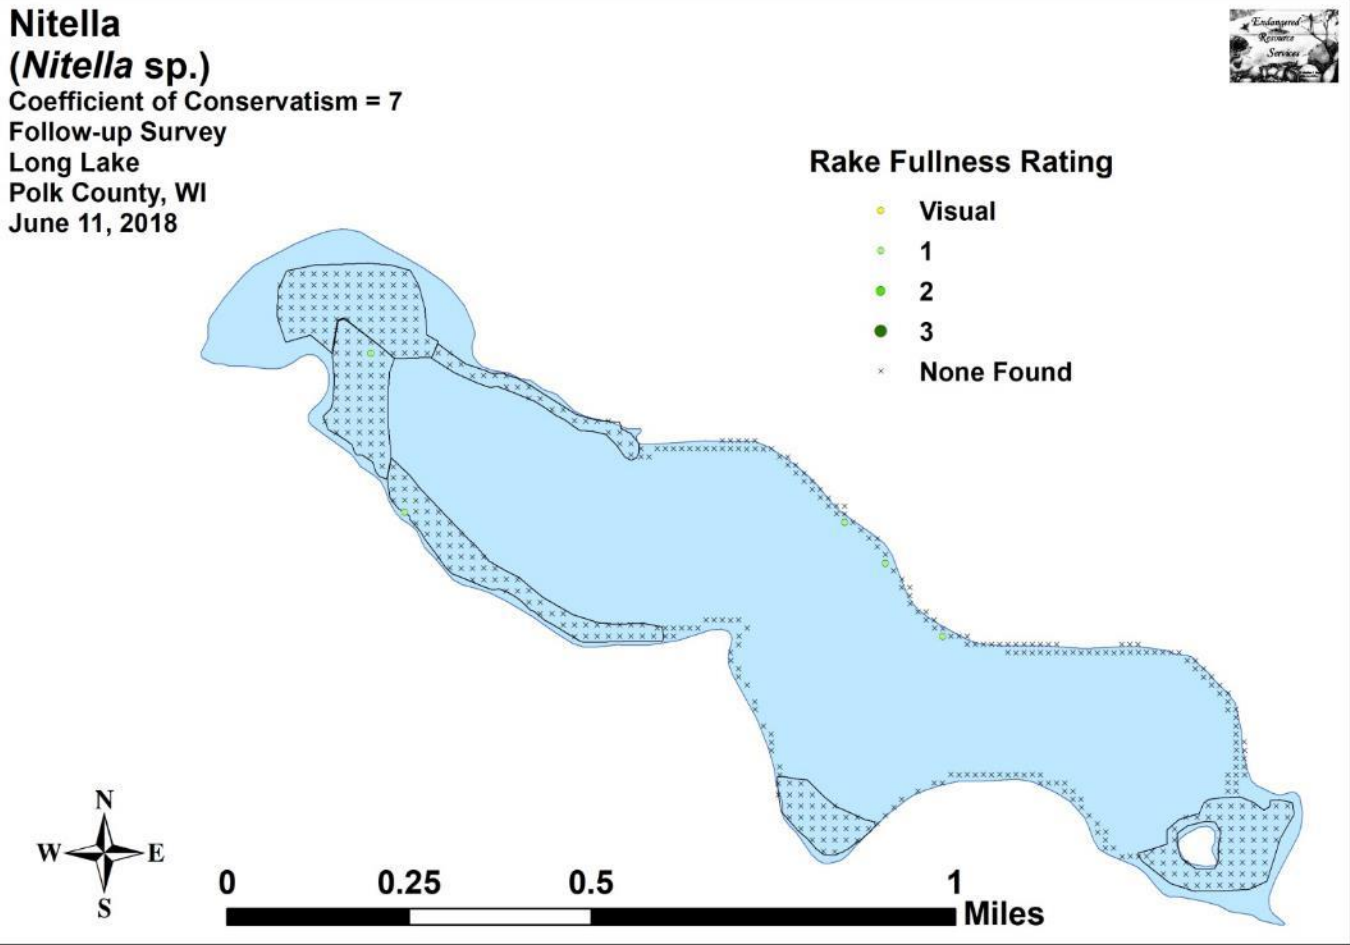 Nitella
(Nitella sp.)
Coefficient of Conservatism = 7
Follow-up Survey
Long Lake
Polk County, WI
June 11, 2018
Endangered
Resource
Services
Rake Fullness Rating
Visual
1
2
3
None Found
N
W E
S
0 0.25 0.5 1
Miles